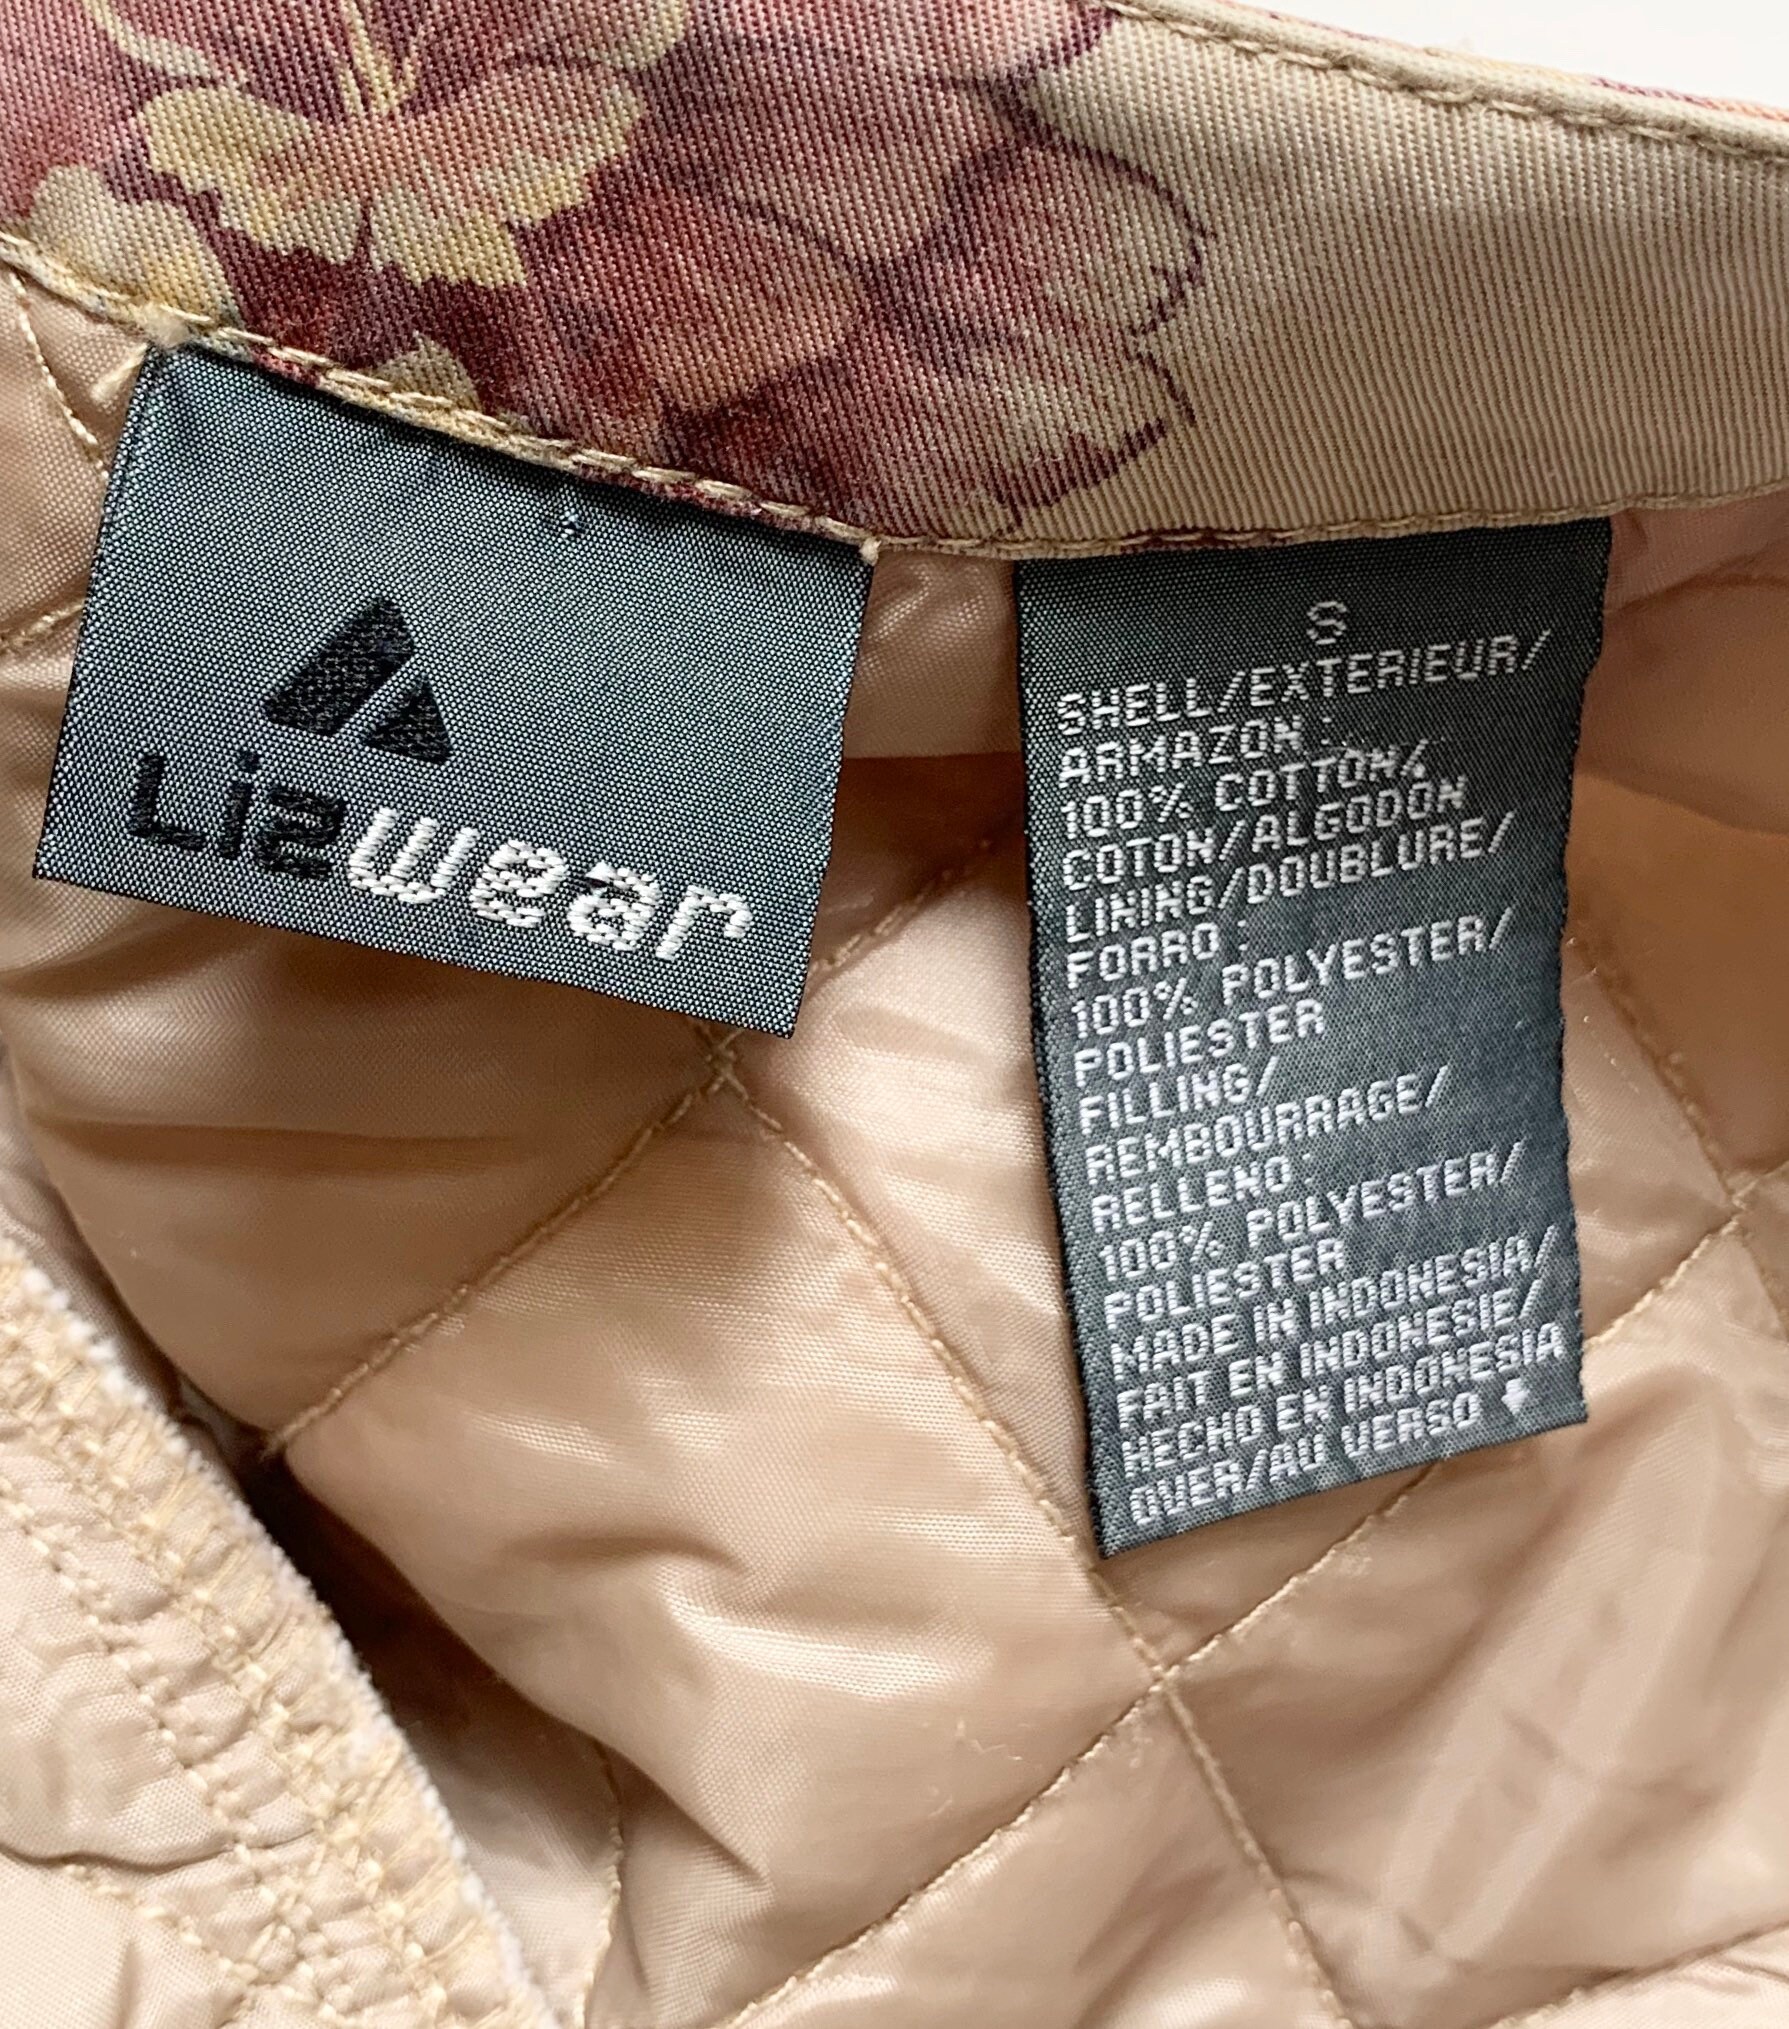 Lizwear
S
SHELL/EXTERIEUR/
ARMAZON :
100% COTTON/
COTON/ALGODON
LINING/DOUBLURE/
FORRO :
100% POLYESTER/
POLIESTER
FILLING/
REMBOURRAGE/
RELLENO :
100% POLYESTER/
POLIESTER
MADE IN INDONESIA/
FAIT EN INDONESIE/
HECHO EN INDONESIA
OVER/AU VERSO